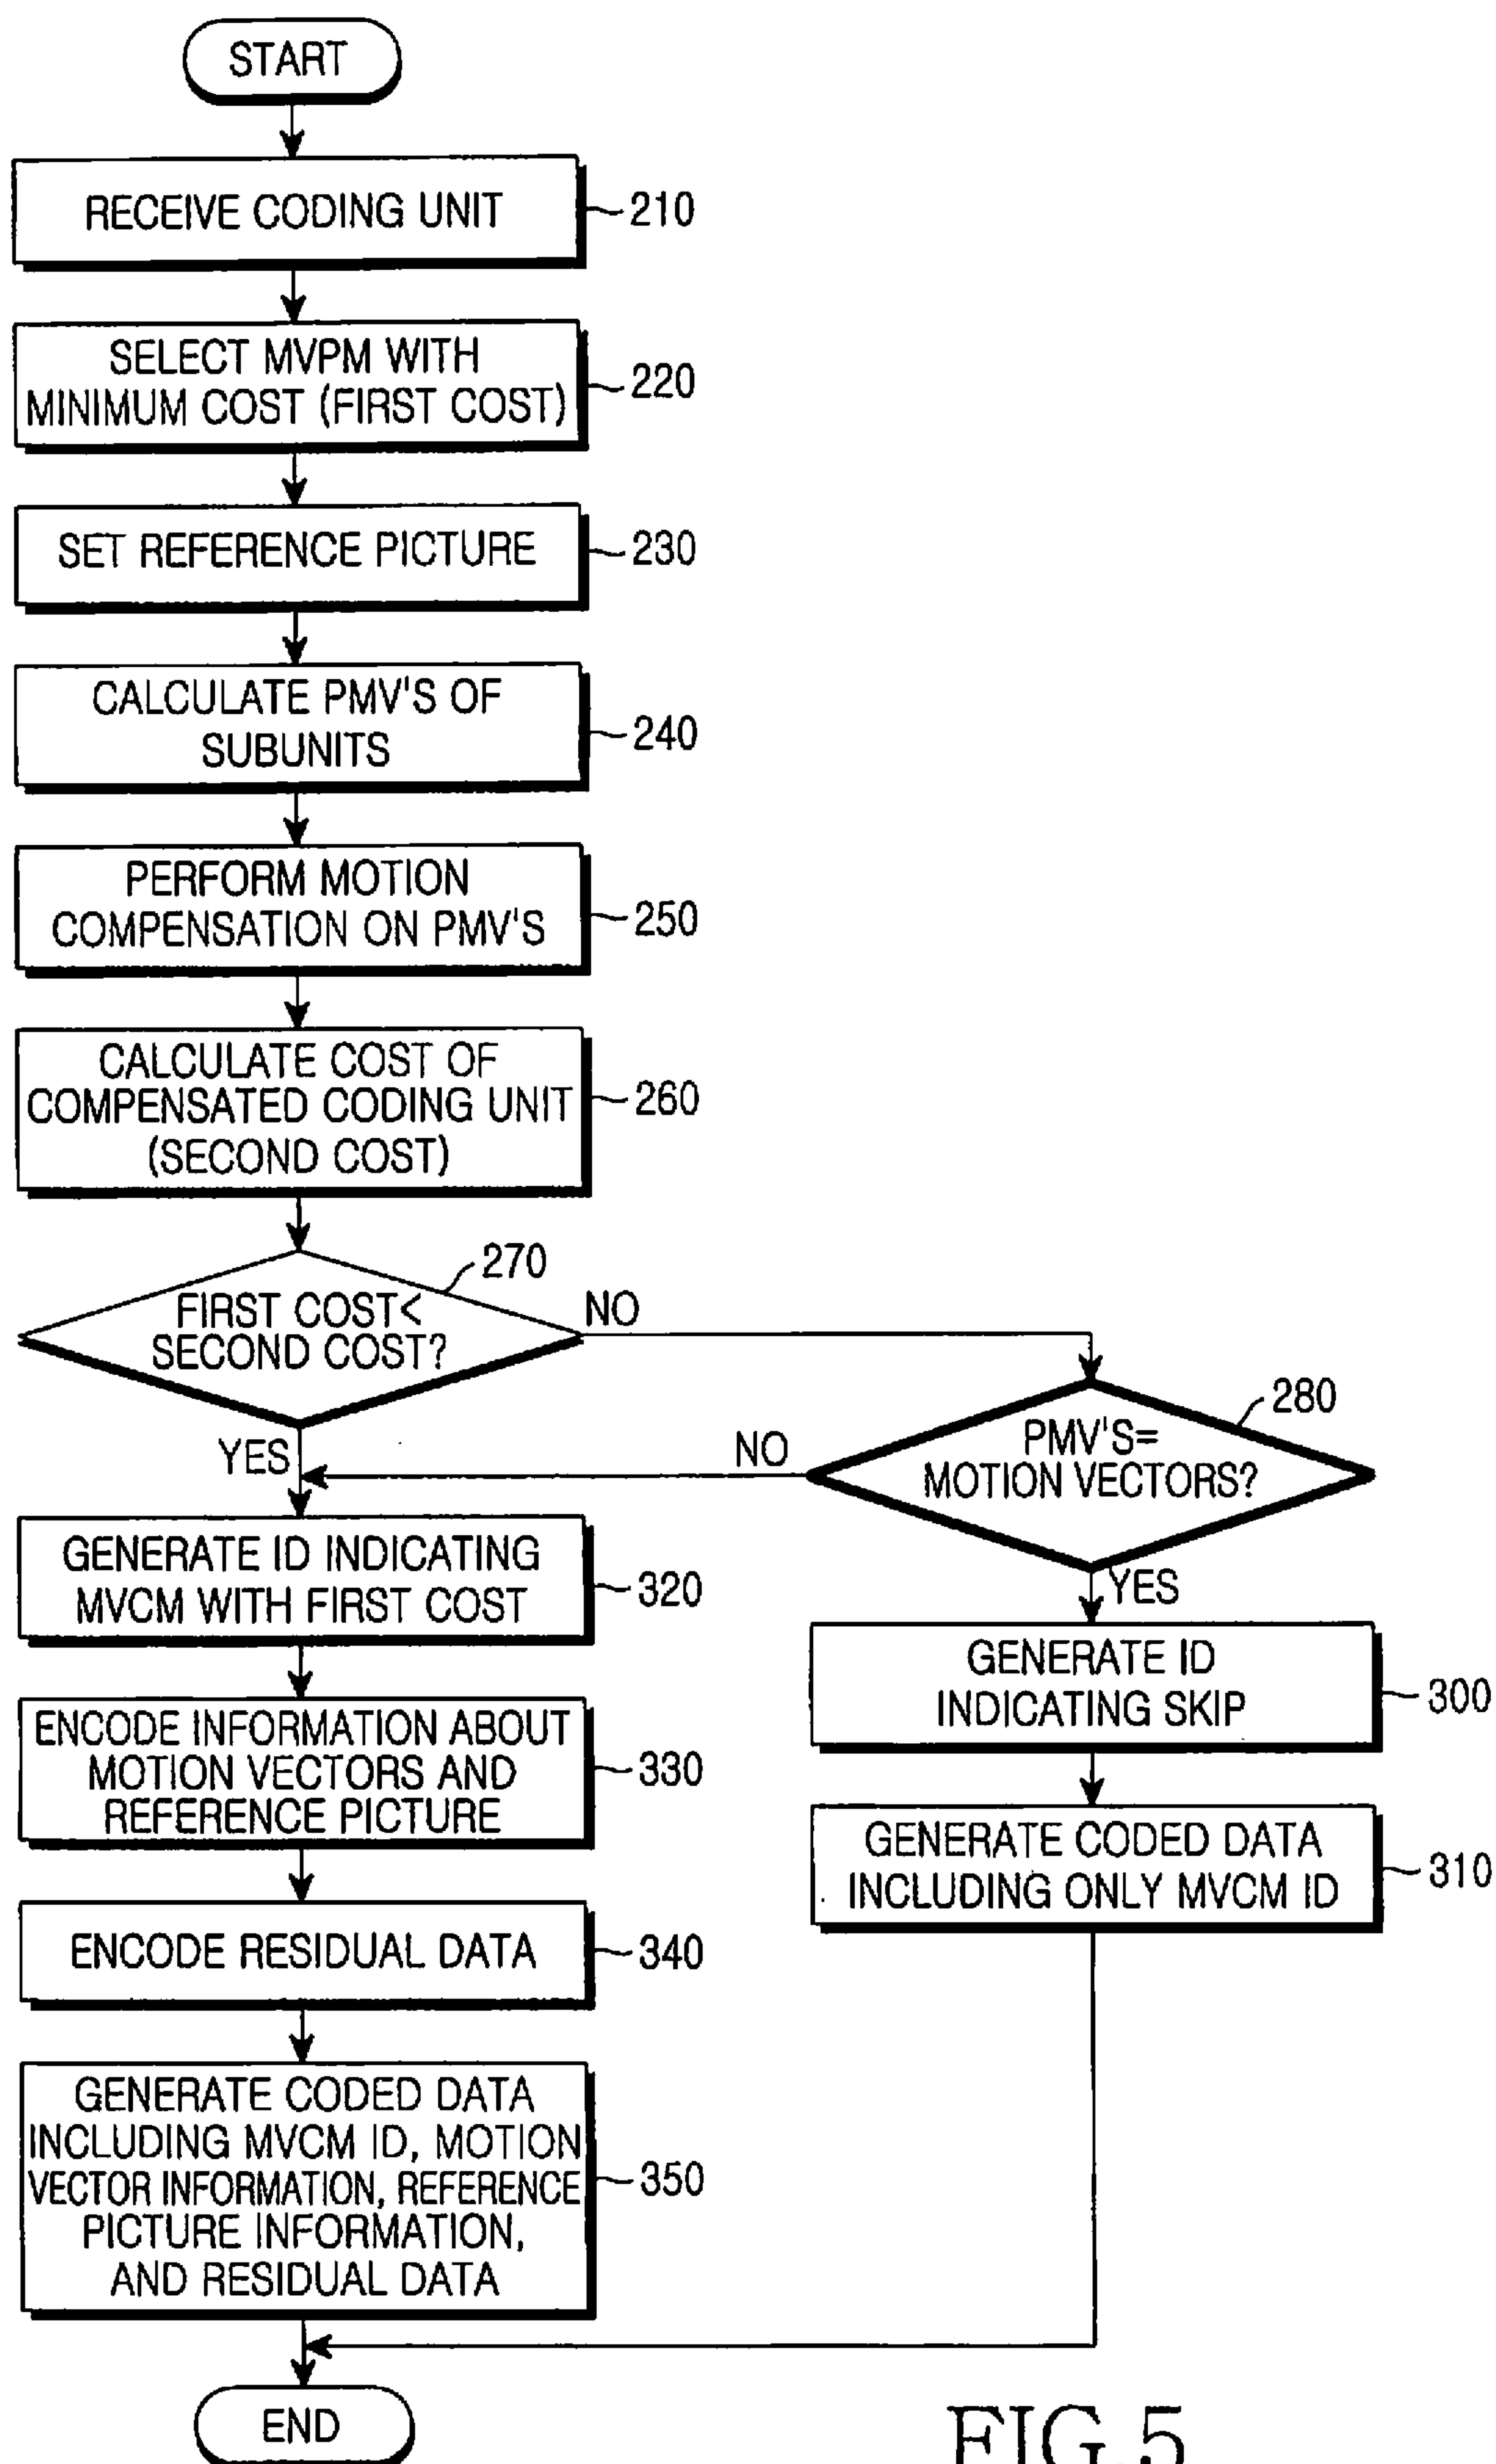 START
RECEIVE CODING UNIT
210
SELECT MVPM WITH
MINIMUM COST (FIRST COST)
220
SET REFERENCE PICTURE
230
CALCULATE PMV'S OF
SUBUNITS
240
PERFORM MOTION
COMPENSATION ON PMV'S
250
CALCULATE COST OF
COMPENSATED CODING UNIT
(SECOND COST)
260
270
FIRST COST<
SECOND COST?
NO
YES
280
PMV'S=
MOTION VECTORS?
NO
YES
GENERATE ID INDICATING
MVCM WITH FIRST COST
320
GENERATE ID
INDICATING SKIP
300
ENCODE INFORMATION ABOUT
MOTION VECTORS AND
REFERENCE PICTURE
330
GENERATE CODED DATA
INCLUDING ONLY MVCM ID
310
ENCODE RESIDUAL DATA
340
GENERATE CODED DATA
INCLUDING MVCM ID, MOTION
VECTOR INFORMATION, REFERENCE
PICTURE INFORMATION,
AND RESIDUAL DATA
350
END
FIG.5